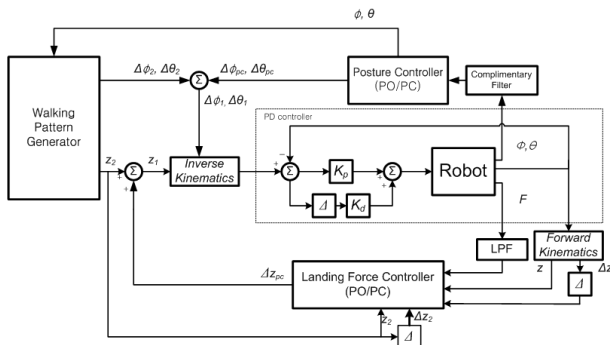 ϕ, θ
Walking
Pattern
Generator
Δϕ₂, Δθ₂
Σ
Δϕpc, Δθpc
Posture Controller
(PO/PC)
Complimentary
Filter
Δϕ₁, Δθ₁
PD controller
z₂
+
+
Σ
z₁
Inverse
Kinematics
+
−
Σ
Kp
+
+
Σ
Δ
Kd
Robot
Φ,Θ
F
LPF
Forward
Kinematics
z
Δz
Δ
Δzpc
Landing Force Controller
(PO/PC)
z₂
Δz₂
Δ